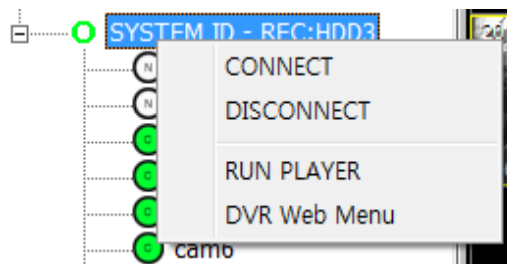 SYSTEM ID - REC:HDD3
CONNECT
N
N
DISCONNECT
C
C
RUN PLAYER
C
DVR Web Menu
C cam6